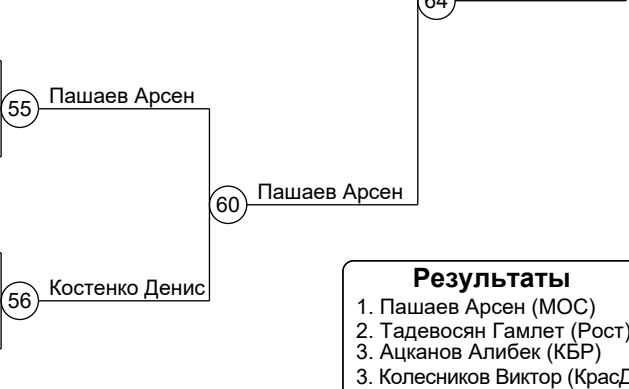 64
55
Пашаев Арсен
60
Пашаев Арсен
56
Костенко Денис
Результаты
1. Пашаев Арсен (МОС)
2. Тадевосян Гамлет (Рост)
3. Ацканов Алибек (КБР)
3. Колесников Виктор (КрасД